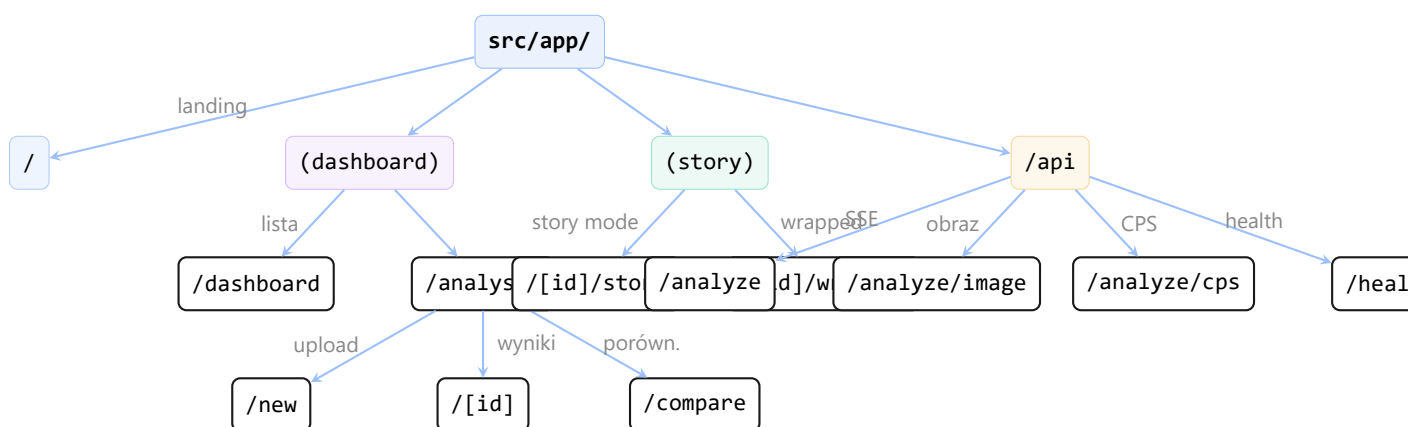 src/app/
landing
/
(dashboard)
(story)
/api
lista
story mode
wrapped
SSE
obraz
CPS
health
/dashboard
/analys
/[id]/sto
/analyze
d]/w
/analyze/image
/analyze/cps
/heal
upload
wyniki
porówn.
/new
/[id]
/compare